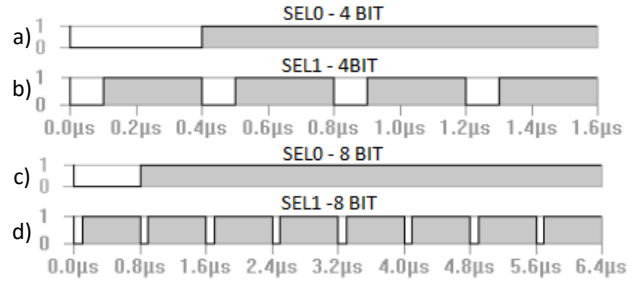 SEL0 - 4 BIT
a) 1
0
SEL1 - 4BIT
b) 1
0
0.0µs 0.2µs 0.4µs 0.6µs 0.8µs 1.0µs 1.2µs 1.4µs 1.6µs
SEL0 - 8 BIT
c) 1
0
SEL1 -8 BIT
d) 1
0
0.0µs 0.8µs 1.6µs 2.4µs 3.2µs 4.0µs 4.8µs 5.6µs 6.4µs